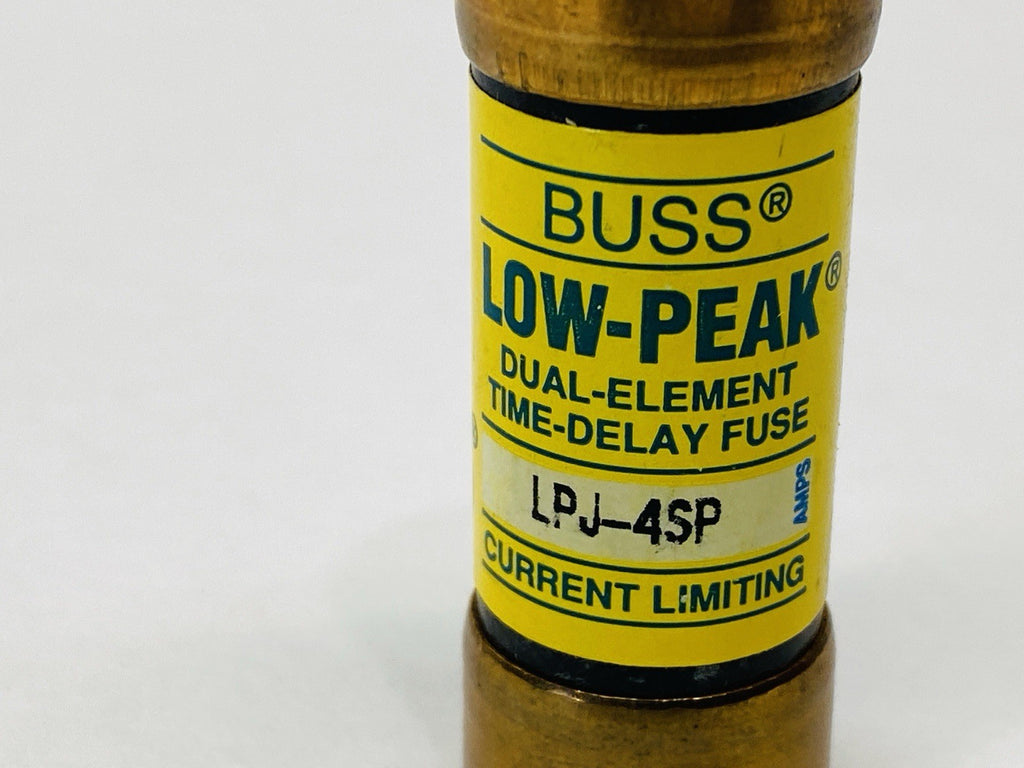 BUSS®
LOW-PEAK®
DUAL-ELEMENT
TIME-DELAY FUSE
LPJ-4SP
AMPS
CURRENT LIMITING